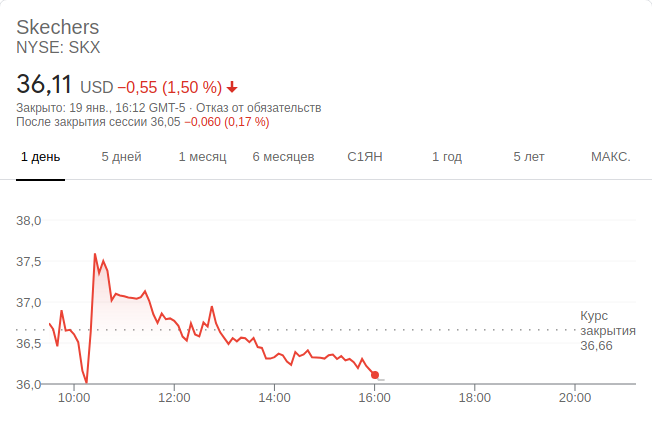 Skechers
NYSE: SKX
36,11 USD −0,55 (1,50 %)
Закрыто: 19 янв., 16:12 GMT-5 · Отказ от обязательств
После закрытия сессии 36,05 −0,060 (0,17 %)
1 день 5 дней 1 месяц 6 месяцев С1ЯН 1 год 5 лет МАКС.
38,0
37,5
37,0
Курс
закрытия
36,66
36,5
36,0
10:00 12:00 14:00 16:00 18:00 20:00